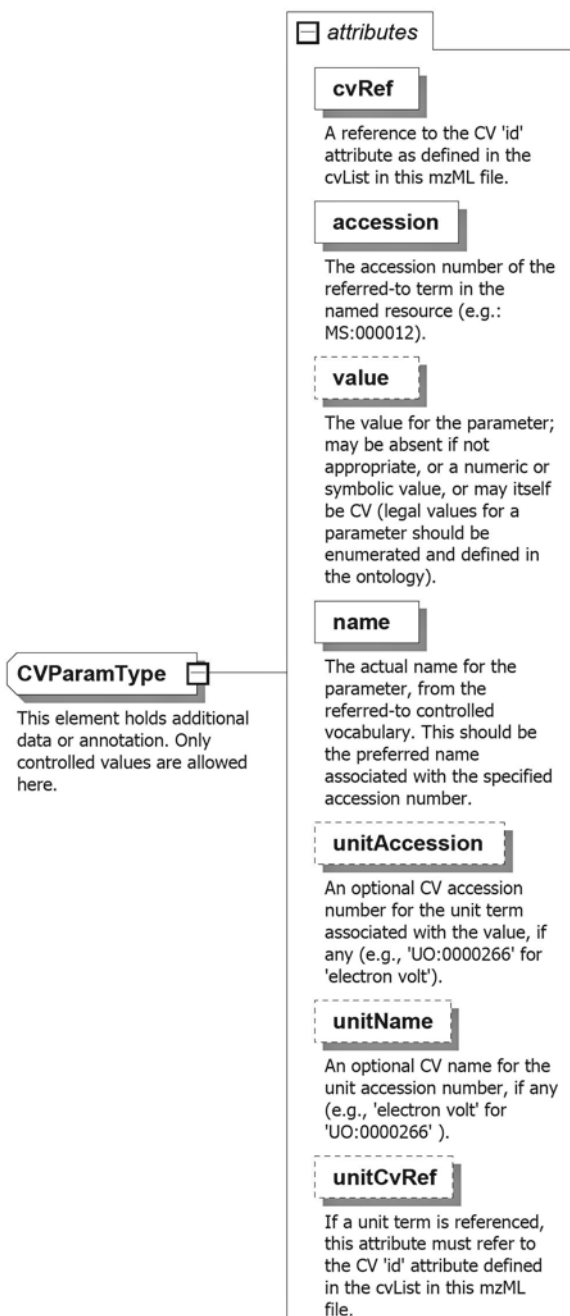 attributes
cvRef
A reference to the CV 'id'
attribute as defined in the
cvList in this mzML file.
accession
The accession number of the
referred-to term in the
named resource (e.g.:
MS:000012).
value
The value for the parameter;
may be absent if not
appropriate, or a numeric or
symbolic value, or may itself
be CV (legal values for a
parameter should be
enumerated and defined in
the ontology).
name
The actual name for the
parameter, from the
referred-to controlled
vocabulary. This should be
the preferred name
associated with the specified
accession number.
CVParamType
This element holds additional
data or annotation. Only
controlled values are allowed
here.
unitAccession
An optional CV accession
number for the unit term
associated with the value, if
any (e.g., 'UO:0000266' for
'electron volt').
unitName
An optional CV name for the
unit accession number, if any
(e.g., 'electron volt' for
'UO:0000266' ).
unitCvRef
If a unit term is referenced,
this attribute must refer to
the CV 'id' attribute defined
in the cvList in this mzML
file.